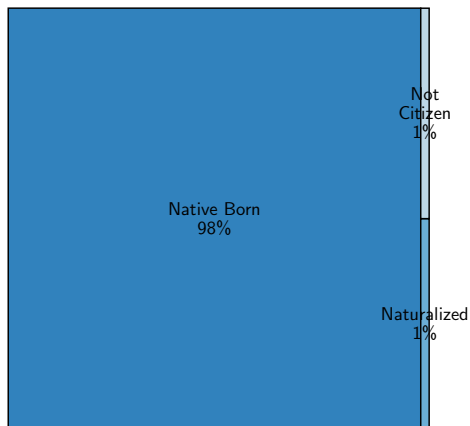 Not
Citizen
1%
Native Born
98%
Naturalized
1%